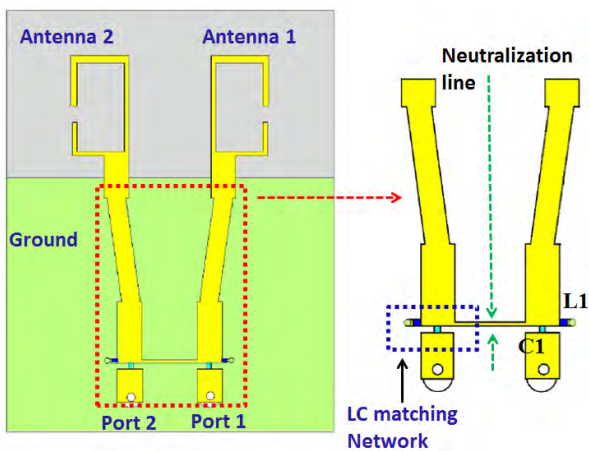 Antenna 2
Antenna 1
Ground
Port 2
Port 1
Neutralization
line
L1
C1
LC matching
Network